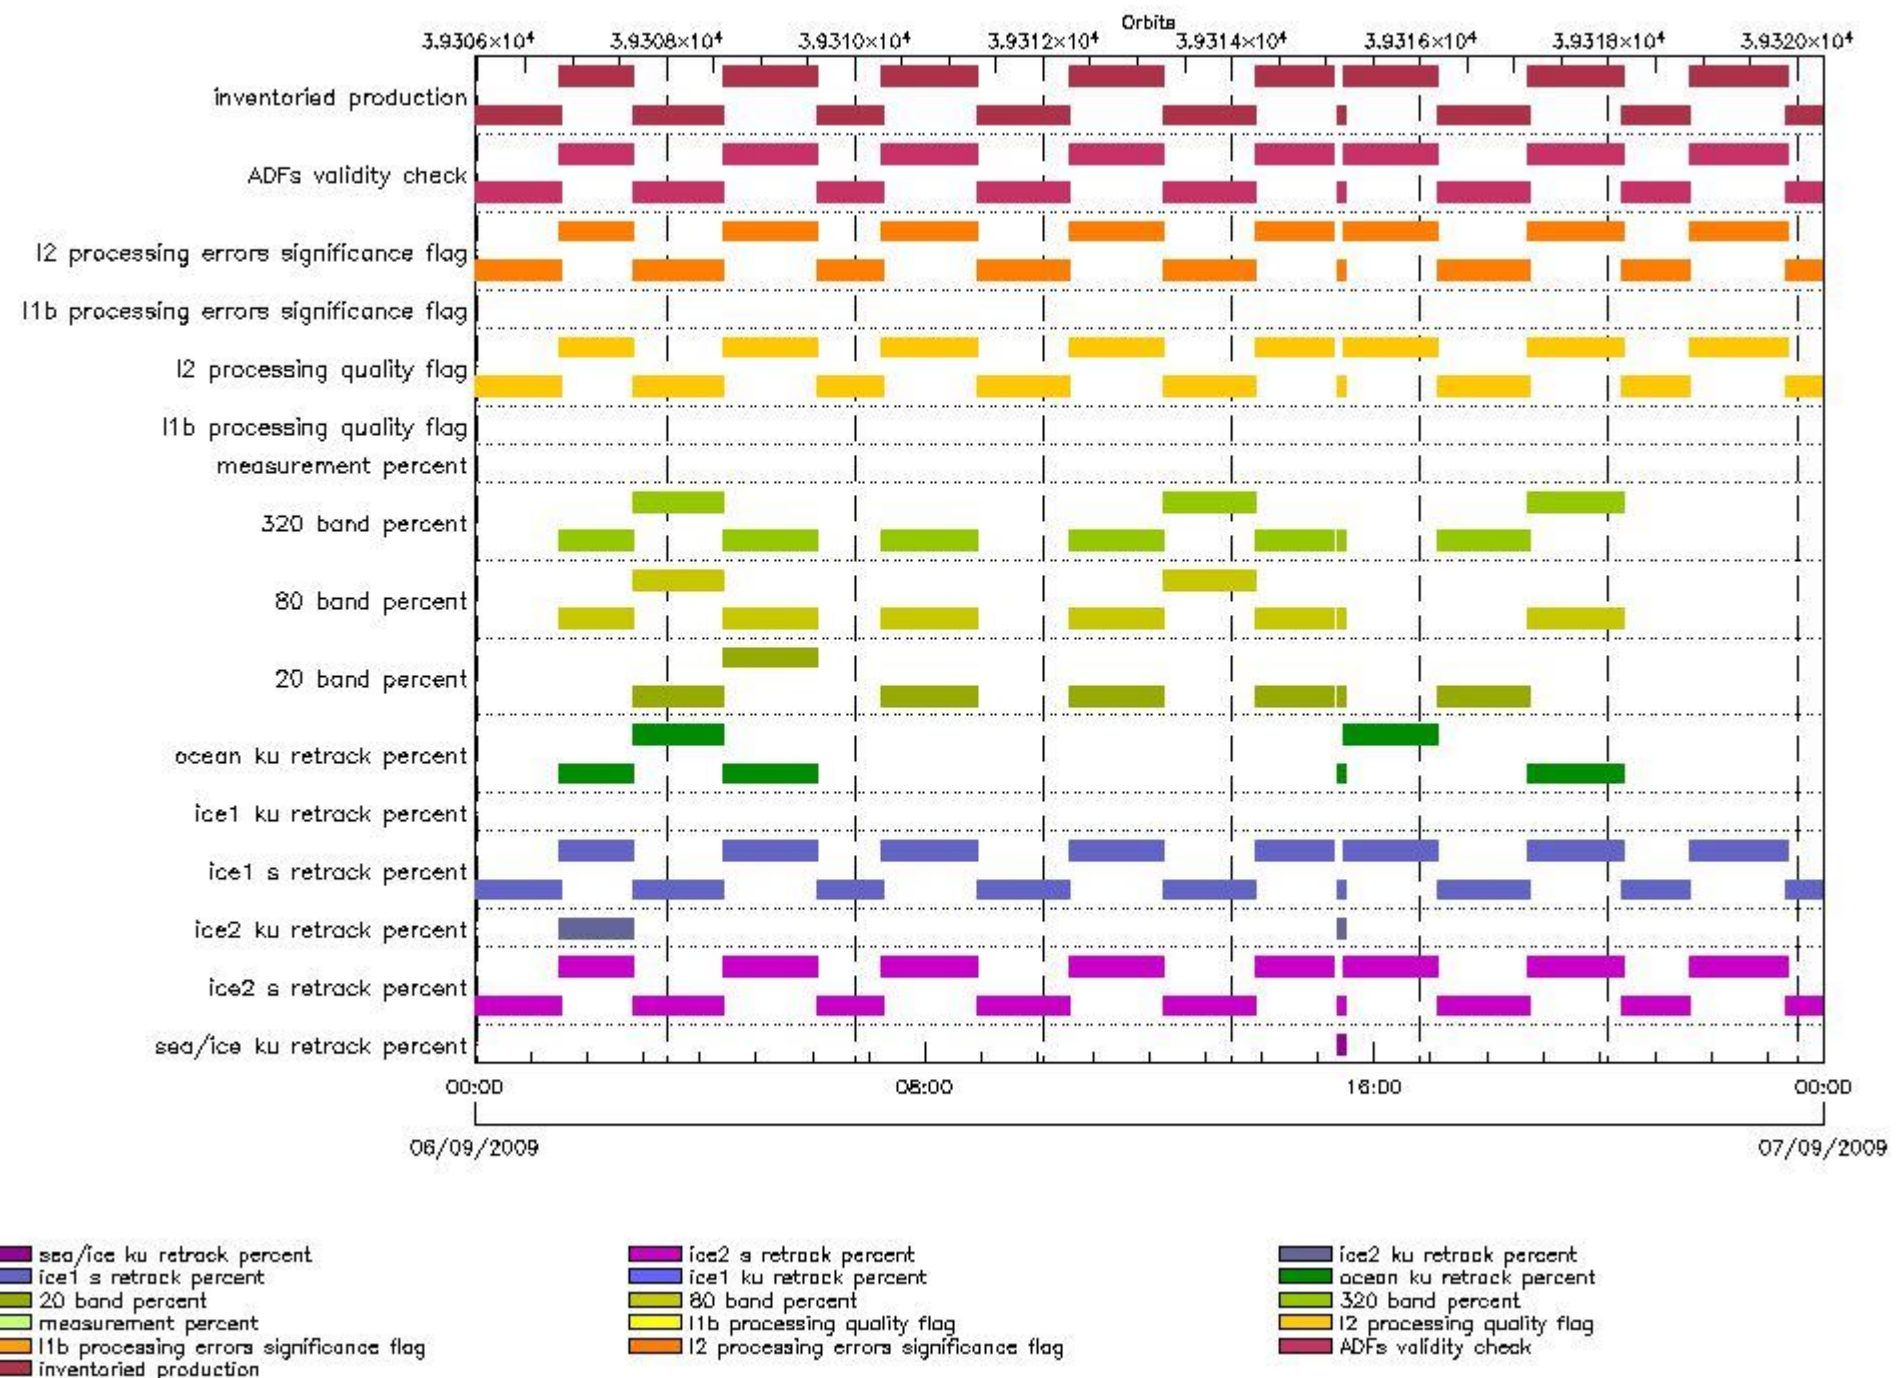 Orbits
3.9306×10⁴ 3.9308×10⁴ 3.9310×10⁴ 3.9312×10⁴ 3.9314×10⁴ 3.9316×10⁴ 3.9318×10⁴ 3.9320×10⁴
inventoried production
ADFs validity check
l2 processing errors significance flag
l1b processing errors significance flag
l2 processing quality flag
l1b processing quality flag
measurement percent
320 band percent
80 band percent
20 band percent
ocean ku retrack percent
ice1 ku retrack percent
ice1 s retrack percent
ice2 ku retrack percent
ice2 s retrack percent
sea/ice ku retrack percent
00:00 08:00 16:00 00:00
06/09/2009 07/09/2009
sea/ice ku retrack percent ice2 s retrack percent ice2 ku retrack percent
ice1 s retrack percent ice1 ku retrack percent ocean ku retrack percent
20 band percent 80 band percent 320 band percent
measurement percent l1b processing quality flag l2 processing quality flag
l1b processing errors significance flag l2 processing errors significance flag ADFs validity check
inventoried production